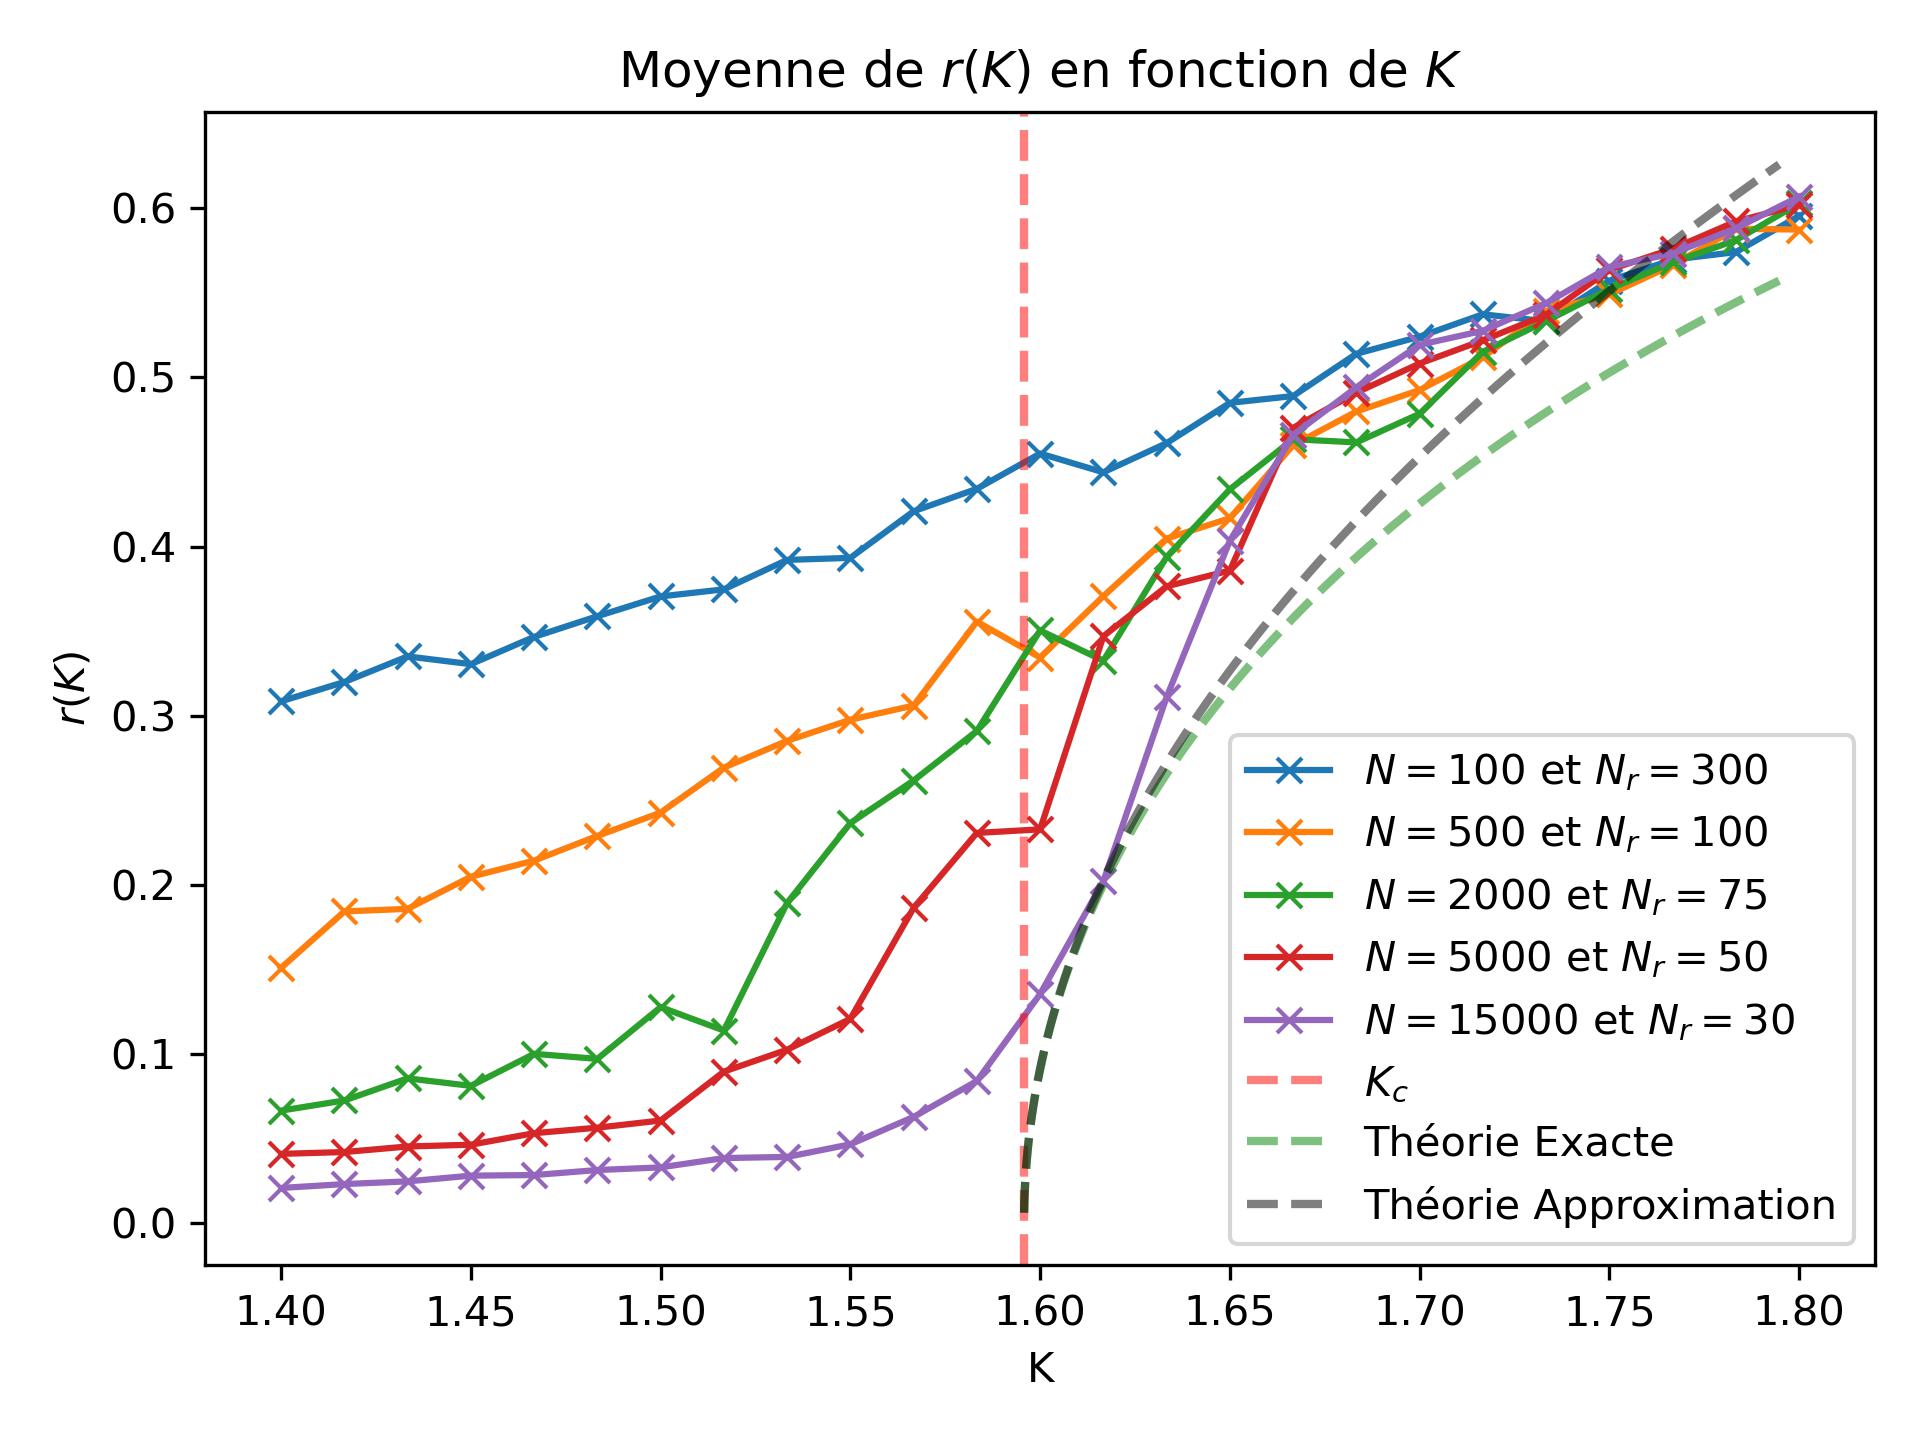 Moyenne de r(K) en fonction de K
r(K)
0.6
0.5
0.4
0.3
0.2
0.1
0.0
N = 100 et N_r = 300
N = 500 et N_r = 100
N = 2000 et N_r = 75
N = 5000 et N_r = 50
N = 15000 et N_r = 30
K_c
Théorie Exacte
Théorie Approximation
1.40 1.45 1.50 1.55 1.60 1.65 1.70 1.75 1.80
K